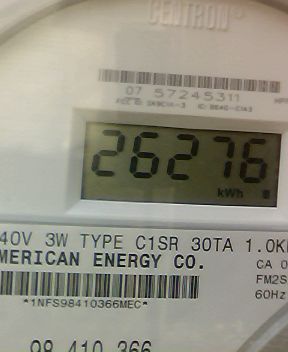 CENTRON®
07 57245311
26276
kWh
40V 3W TYPE C1SR 30TA 1.0K
MERICAN ENERGY CO.
CA 0
FM2S
60Hz
*1NFS98410366MEC*
98 410 366